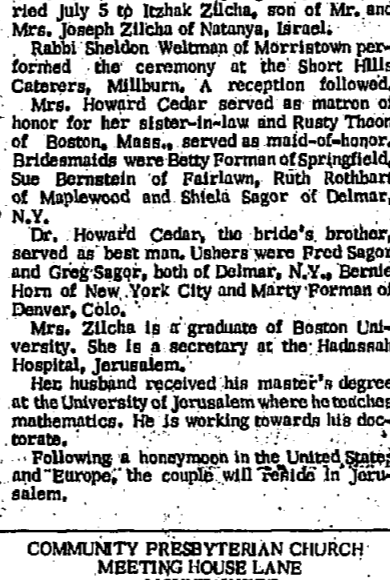 ried July 5 to Itzhak Zilcha, son of Mr. and
Mrs. Joseph Zilcha of Natanya, Israel.
Rabbi Sheldon Weltman of Morristown per-
formed the ceremony at the Short Hills
Caterers, Millburn. A reception followed.
Mrs. Howard Cedar served as matron of
honor for her sister-in-law and Rusty Theor
of Boston, Mass., served as maid-of-honor.
Bridesmaids were Betty Forman of Springfield,
Sue Bernstein of Fairlawn, Ruth Rothbart
of Maplewood and Shiela Sagor of Delmar,
N.Y.
Dr. Howard Cedar, the bride's brother,
served as best man. Ushers were Fred Sagor
and Greg Sagor, both of Delmar, N.Y., Bernie
Horn of New York City and Marty Forman of
Denver, Colo.
Mrs. Zilcha is a graduate of Boston Uni-
versity. She is a secretary at the Hadassah
Hospital, Jerusalem.
Her husband received his master's degree
at the University of Jerusalem where he teaches
mathematics. He is working towards his doc-
torate.
Following a honeymoon in the United States
and Europe, the couple will reside in Jeru-
salem.
COMMUNITY PRESBYTERIAN CHURCH
MEETING HOUSE LANE